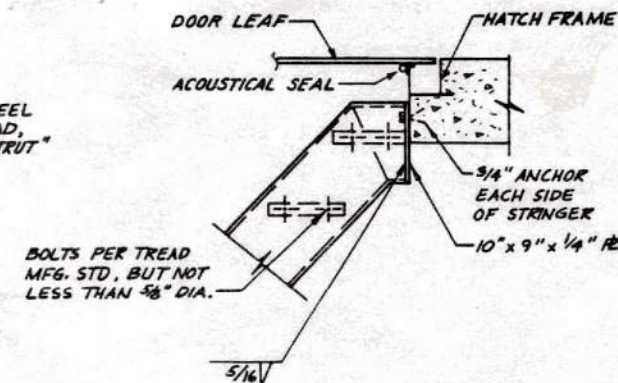 DOOR LEAF
HATCH FRAME
ACOUSTICAL SEAL
EEL
AD,
TRUT"
3/4" ANCHOR
EACH SIDE
OF STRINGER
10" x 9" x 1/4" PL
BOLTS PER TREAD
MFG. STD, BUT NOT
LESS THAN 5/8" DIA.
5/16